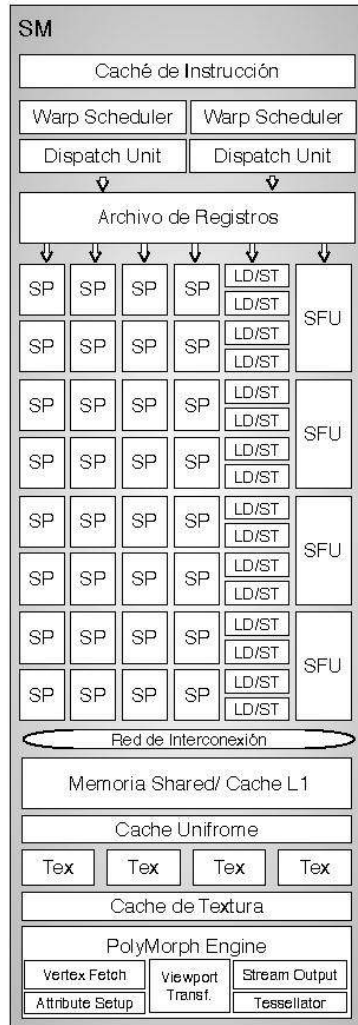 SM
Caché de Instrucción
Warp Scheduler Warp Scheduler
Dispatch Unit Dispatch Unit
Archivo de Registros
SP SP SP SP LD/ST SFU
LD/ST
SP SP SP SP LD/ST
LD/ST
SP SP SP SP LD/ST SFU
LD/ST
SP SP SP SP LD/ST
LD/ST
SP SP SP SP LD/ST SFU
LD/ST
SP SP SP SP LD/ST
LD/ST
SP SP SP SP LD/ST SFU
LD/ST
SP SP SP SP LD/ST
LD/ST
Red de Interconexión
Memoria Shared/ Cache L1
Cache Unifrome
Tex Tex Tex Tex
Cache de Textura
PolyMorph Engine
Vertex Fetch Viewport Transf. Stream Output
Attribute Setup Tessellator